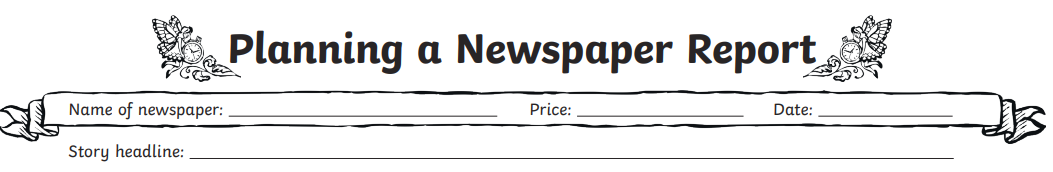 Planning a Newspaper Report
Name of newspaper: Price: Date:
Story headline: